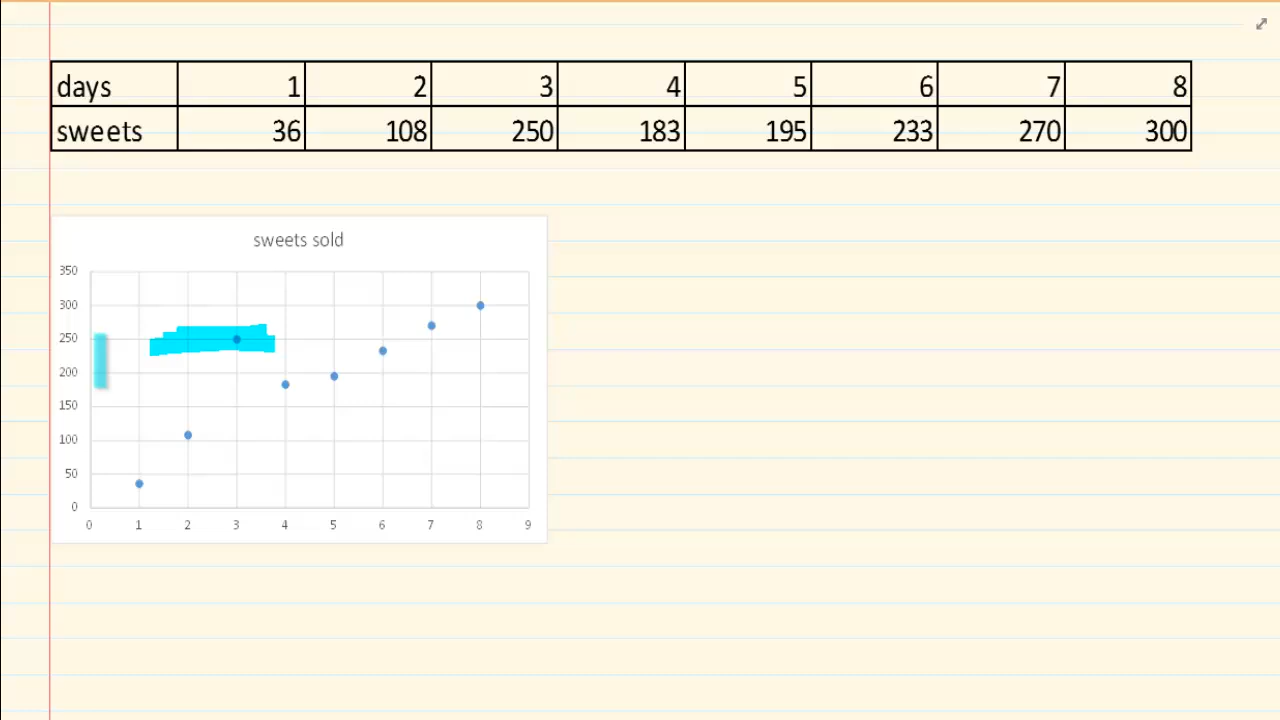 days 1 2 3 4 5 6 7 8
sweets 36 108 250 183 195 233 270 300
sweets sold
350
300
250
200
150
100
50
0
0 1 2 3 4 5 6 7 8 9